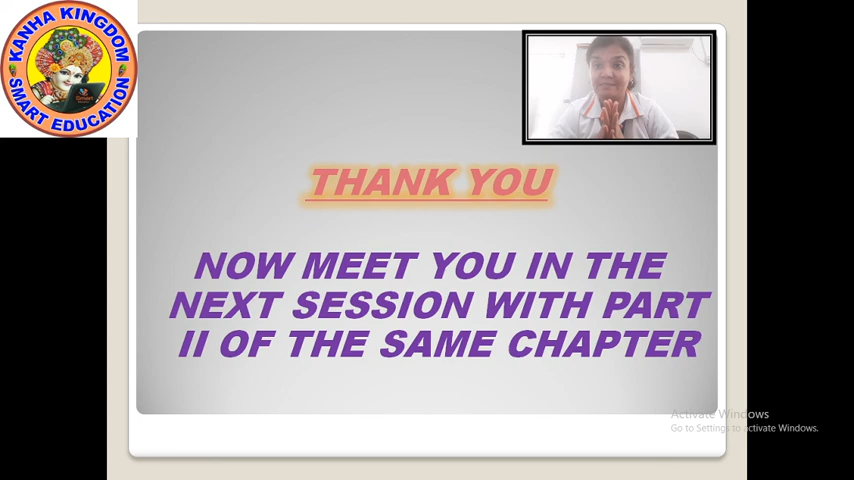 KANHA KINGDOM
SMART EDUCATION
Smart
THANK YOU
NOW MEET YOU IN THE
NEXT SESSION WITH PART
II OF THE SAME CHAPTER
Activate Windows
Go to Settings to activate Windows.